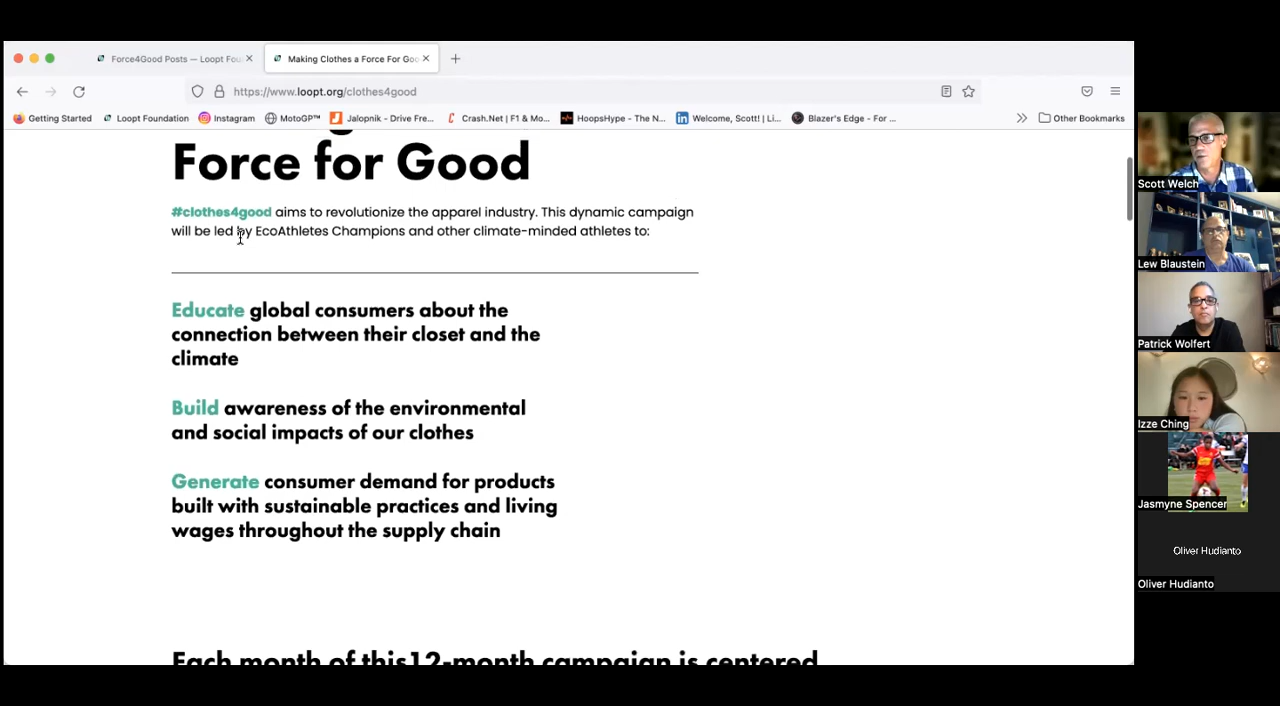 Force4Good Posts — Loopt Fou
Making Clothes a Force For Goo
https://www.loopt.org/clothes4good
Getting Started
Loopt Foundation
Instagram
MotoGP™
Jalopnik - Drive Fre...
Crash.Net | F1 & Mo...
HoopsHype - The N...
Welcome, Scott! | Li...
Blazer's Edge - For ...
Other Bookmarks
Force for Good
#clothes4good aims to revolutionize the apparel industry. This dynamic campaign
will be led by EcoAthletes Champions and other climate-minded athletes to:
Educate global consumers about the
connection between their closet and the
climate
Build awareness of the environmental
and social impacts of our clothes
Generate consumer demand for products
built with sustainable practices and living
wages throughout the supply chain
Each month of this12-month campaign is centered
Scott Welch
Lew Blaustein
Patrick Wolfert
Izze Ching
Jasmyne Spencer
Oliver Hudianto
Oliver Hudianto